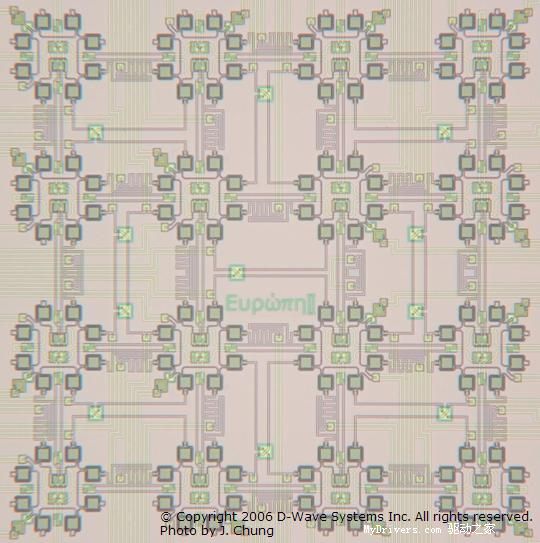 Ευρώπη
© Copyright 2006 D-Wave Systems Inc. All rights reserved.
Photo by J. Chung
MyDrivers.com 驱动之家